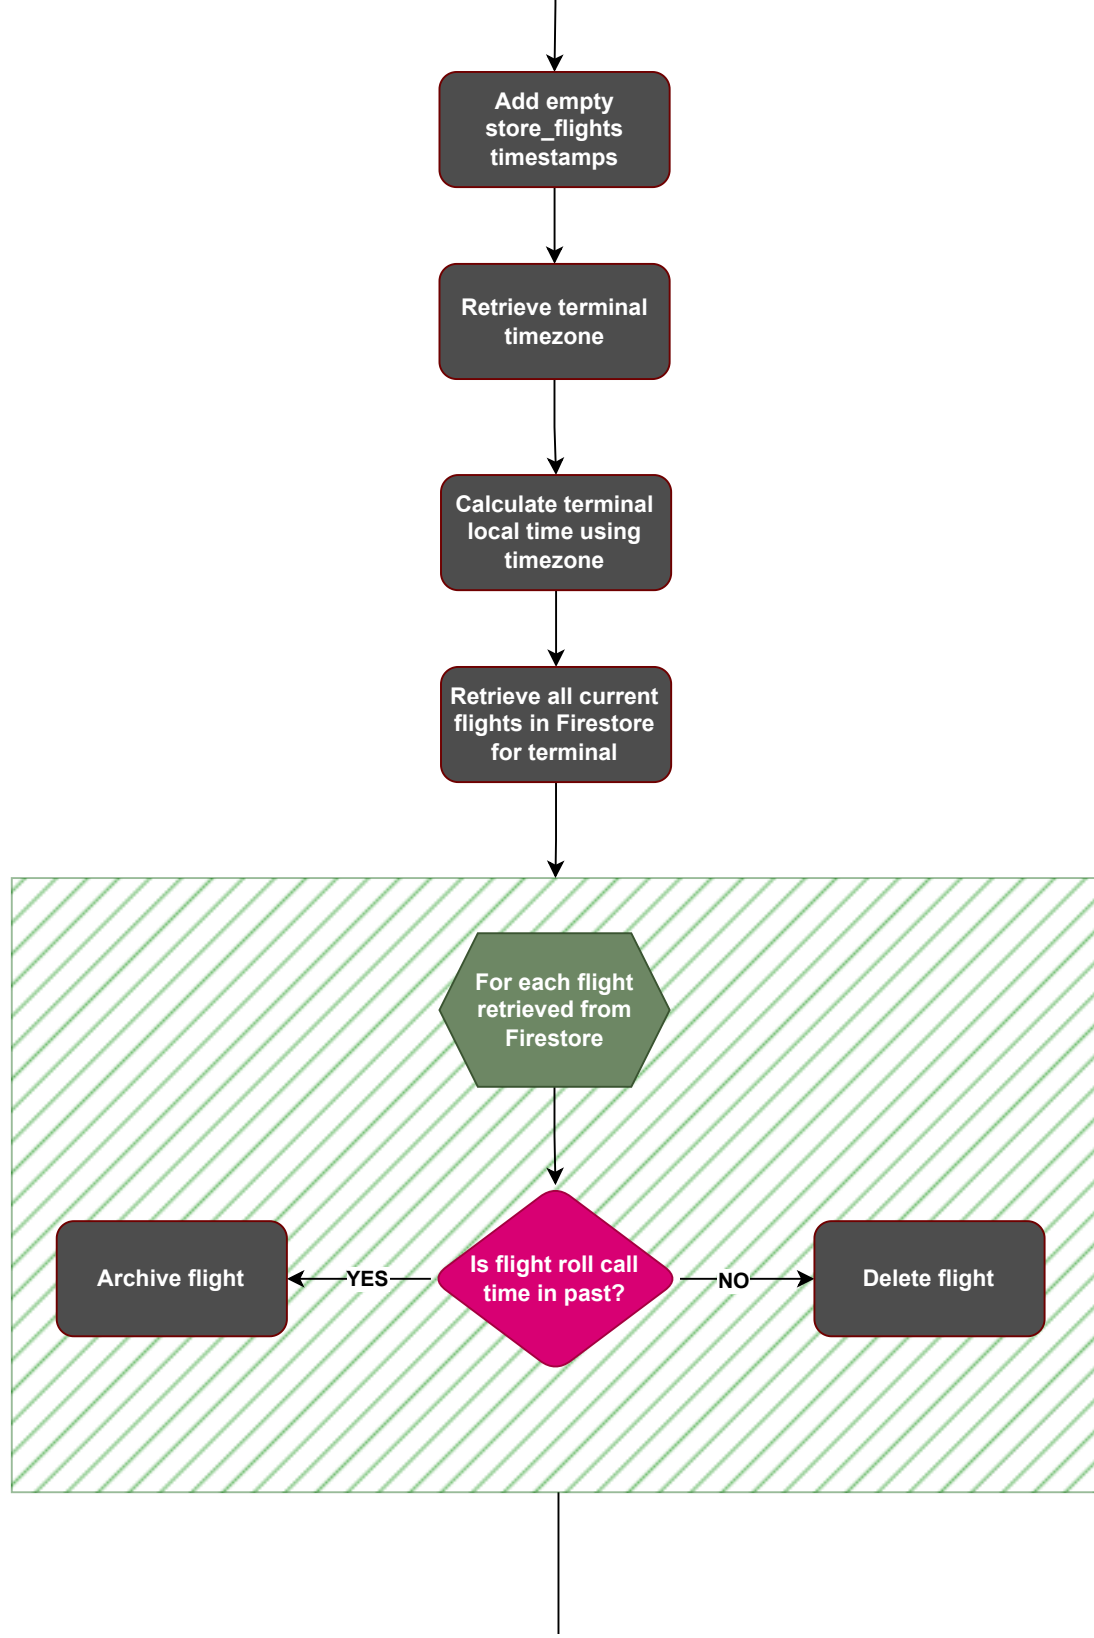 Add empty
store_flights
timestamps
Retrieve terminal
timezone
Calculate terminal
local time using
timezone
Retrieve all current
flights in Firestore
for terminal
For each flight
retrieved from
Firestore
Is flight roll call
time in past?
YES
Archive flight
NO
Delete flight